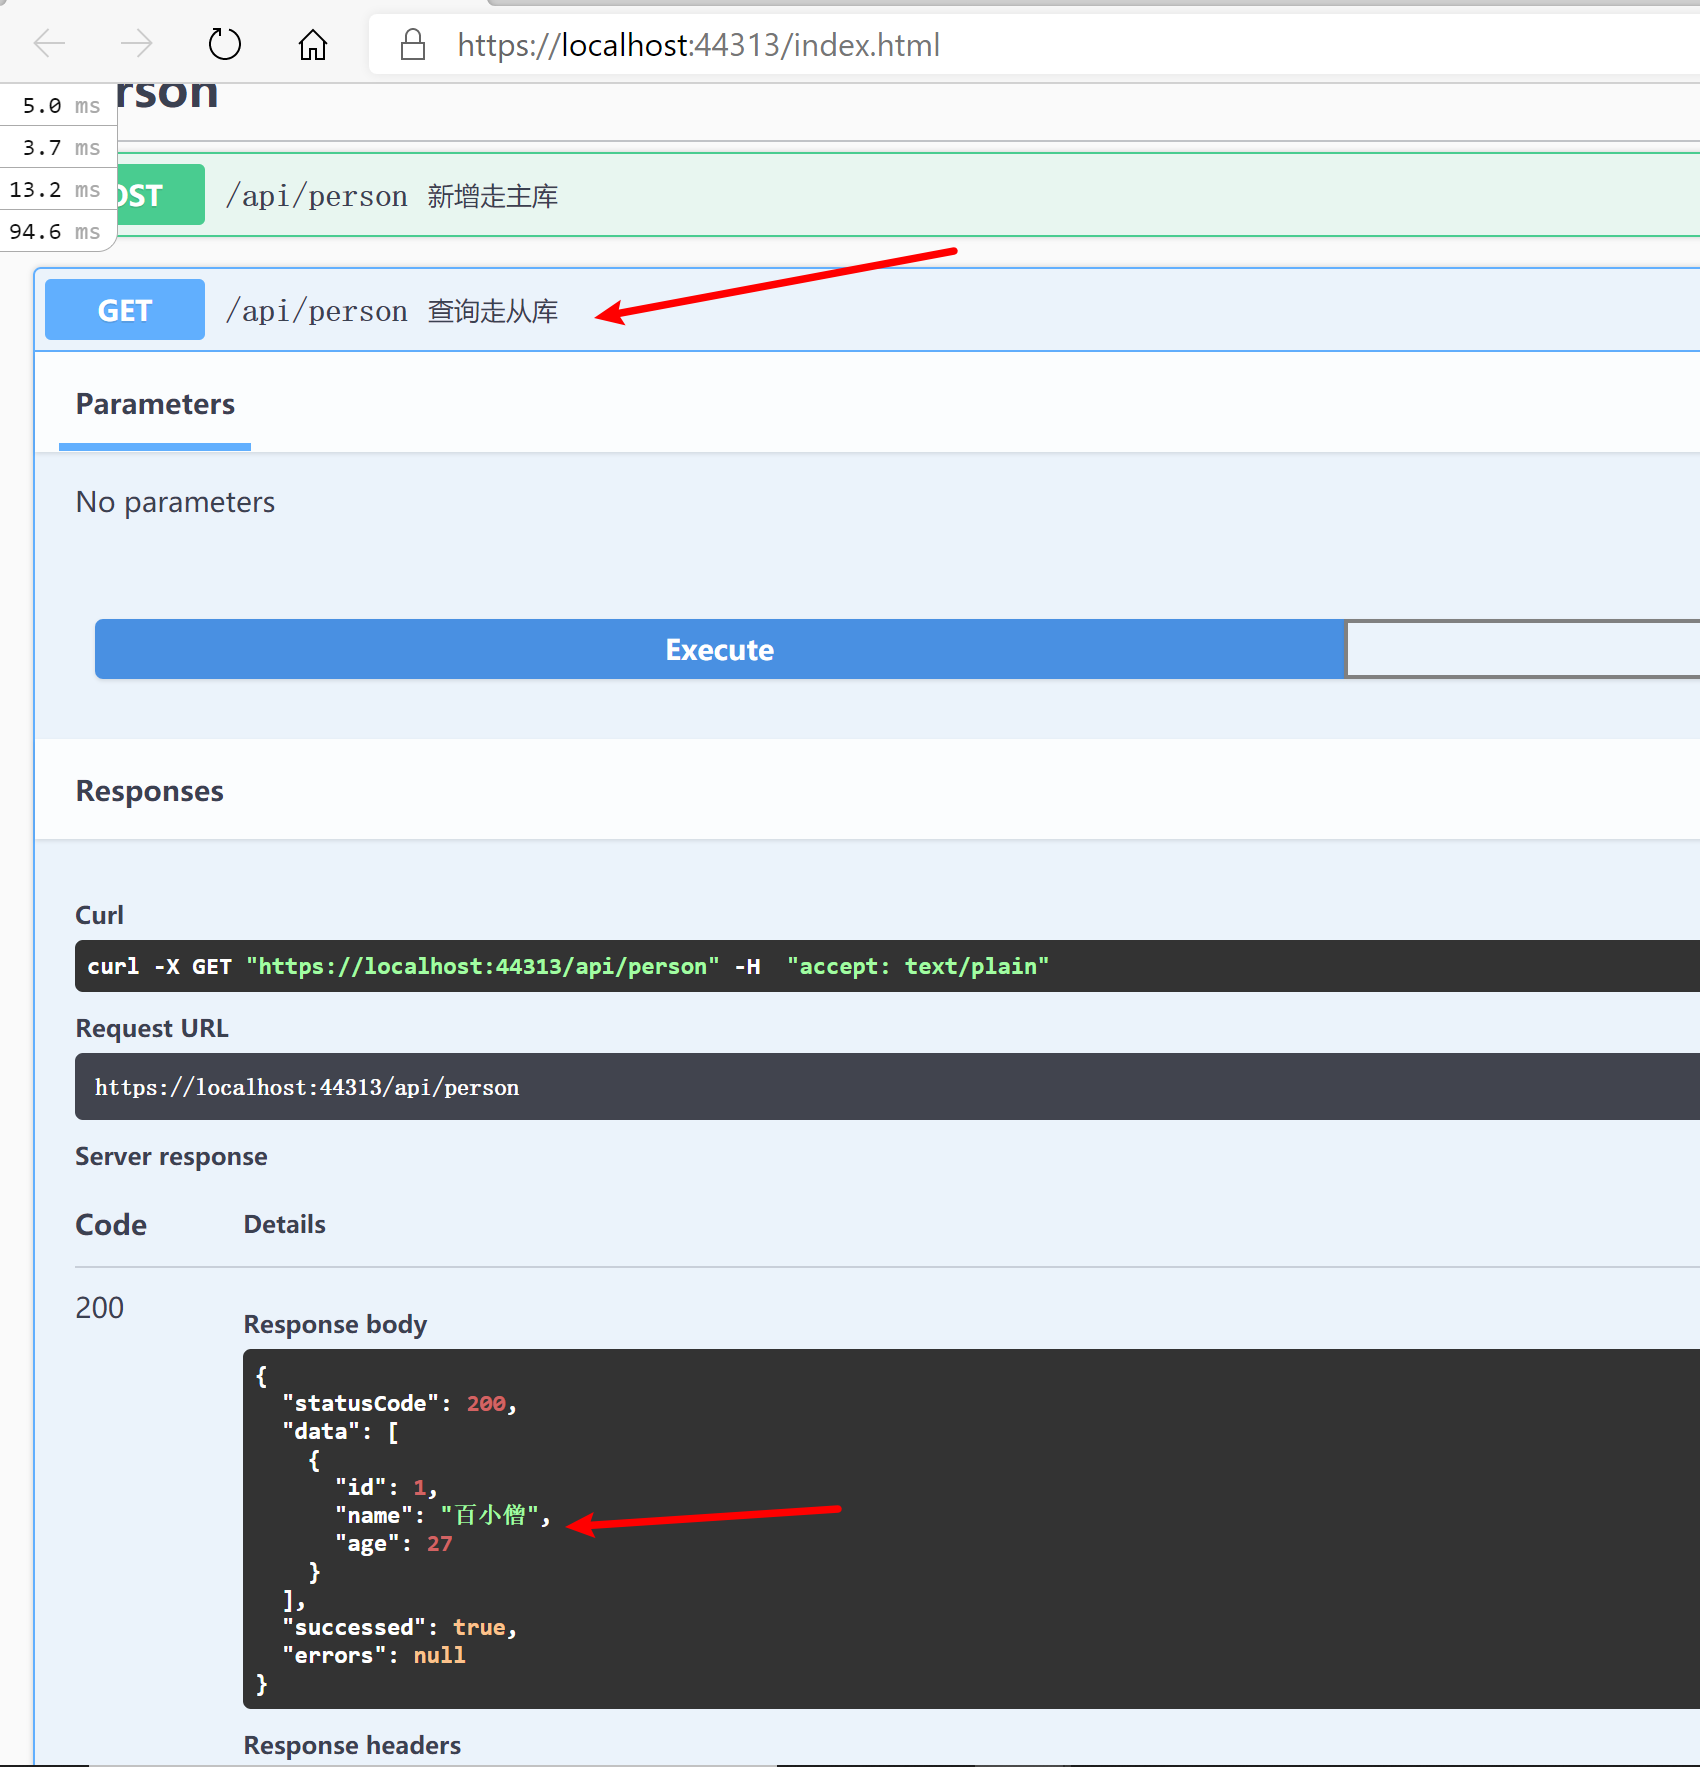 https://localhost:44313/index.html
5.0 ms
3.7 ms
13.2 ms
94.6 ms
rson
OST /api/person 新增走主库
GET /api/person 查询走从库
Parameters
No parameters
Execute
Responses
Curl
curl -X GET "https://localhost:44313/api/person" -H  "accept: text/plain"
Request URL
https://localhost:44313/api/person
Server response
Code Details
200
Response body
{
  "statusCode": 200,
  "data": [
    {
      "id": 1,
      "name": "百小僧",
      "age": 27
    }
  ],
  "successed": true,
  "errors": null
}
Response headers